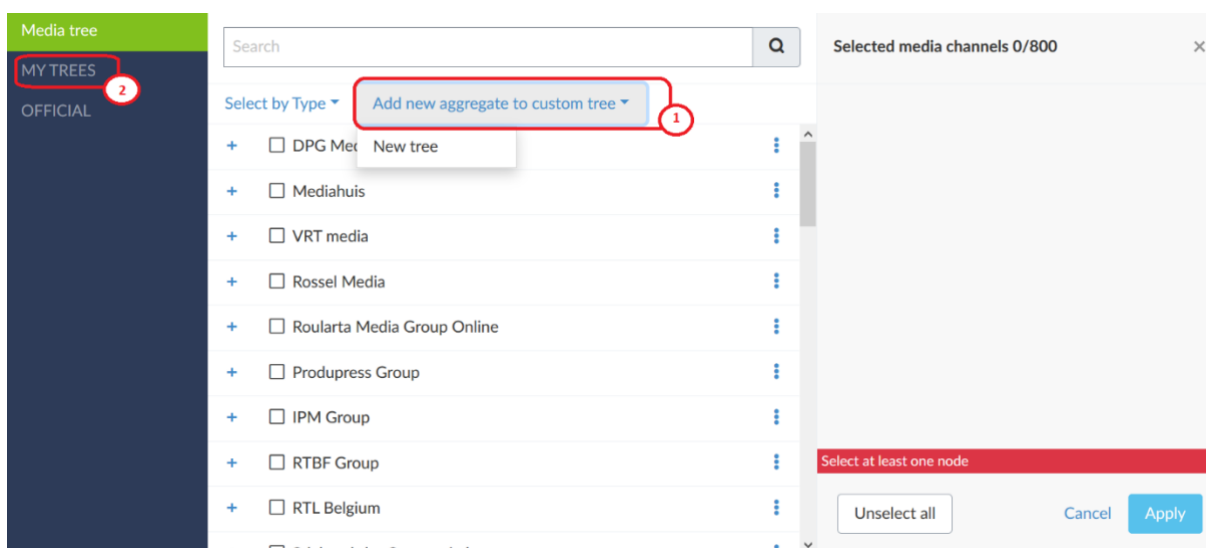 Media tree
MY TREES
2
OFFICIAL
Search
Select by Type
Add new aggregate to custom tree
1
New tree
DPG Med
Mediahuis
VRT media
Rossel Media
Roularta Media Group Online
Produpress Group
IPM Group
RTBF Group
RTL Belgium
Selected media channels 0/800
Select at least one node
Unselect all
Cancel
Apply